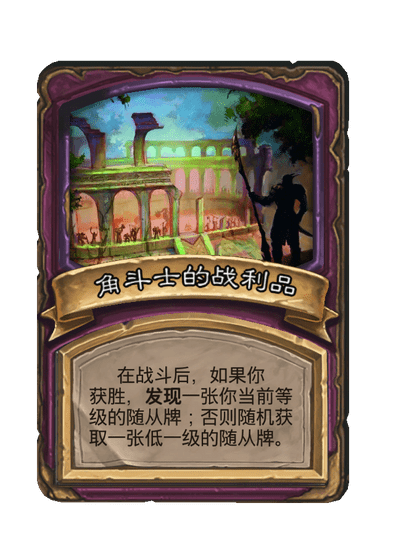 角斗士的战利品
在战斗后，如果你
获胜，发现一张你当前等
级的随从牌；否则随机获
取一张低一级的随从牌。